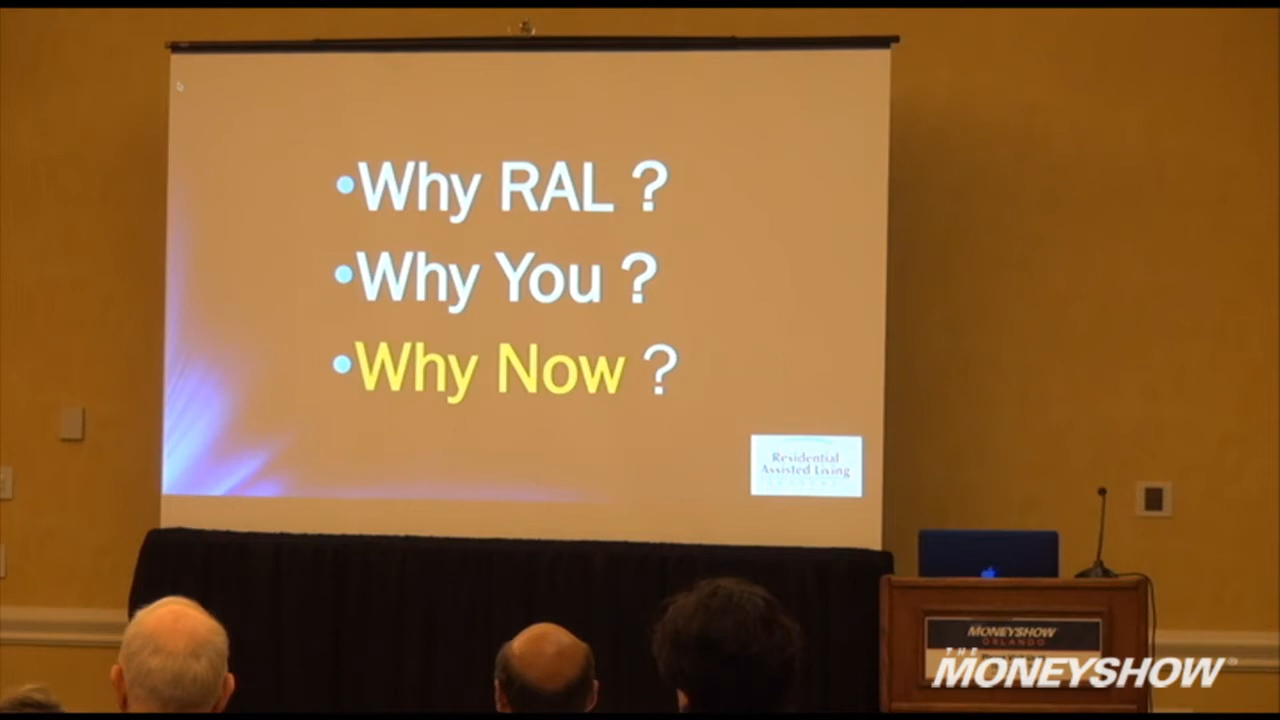 •Why RAL ?
•Why You ?
•Why Now ?
Residential
Assisted Living
MONEYSHOW
ORLANDO
THE
MONEYSHOW